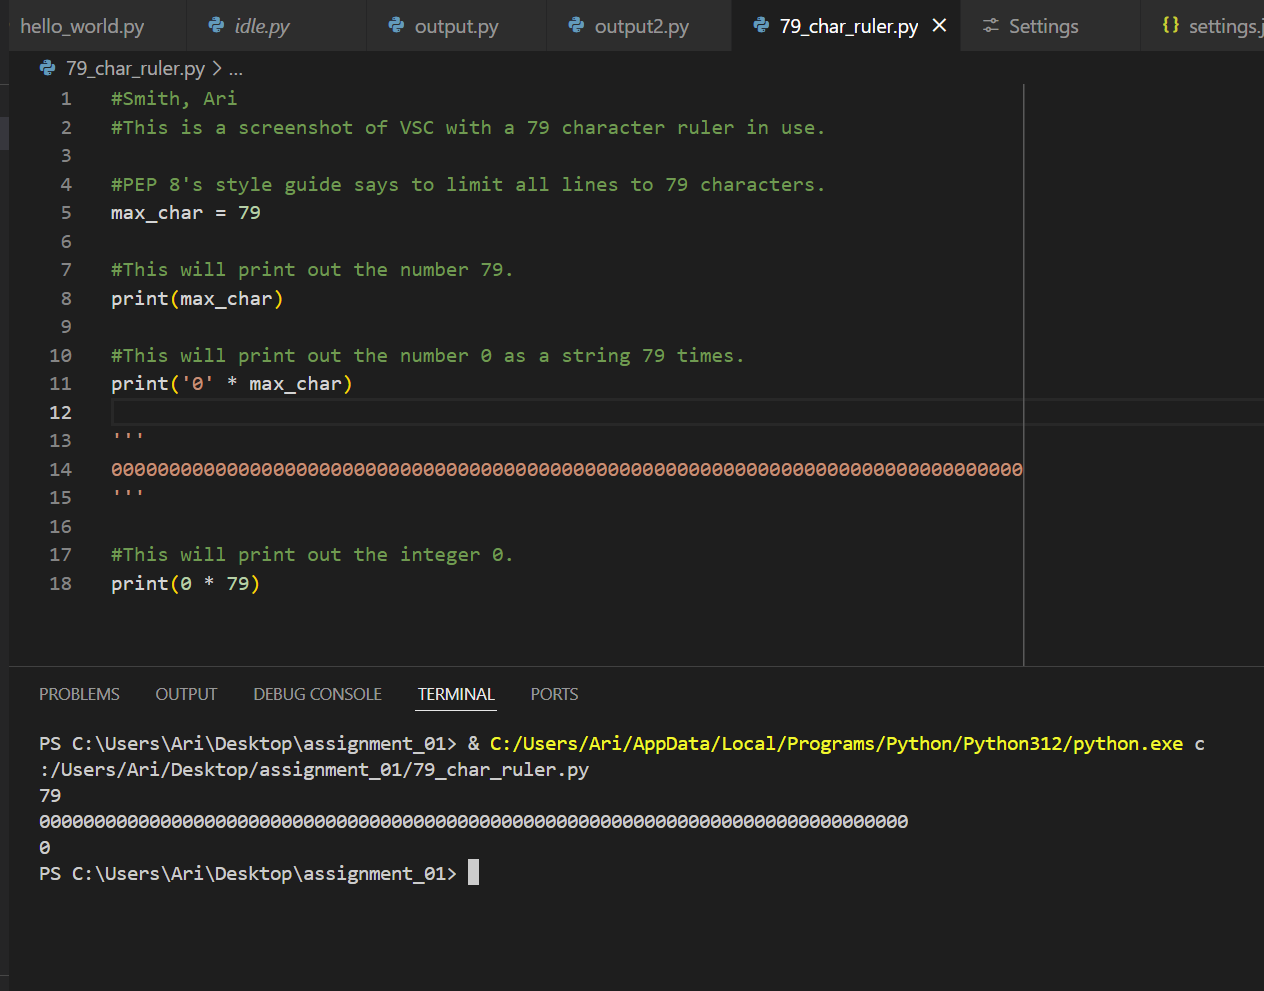 hello_world.py idle.py output.py output2.py 79_char_ruler.py Settings settings.j
79_char_ruler.py > ...
1 #Smith, Ari
2 #This is a screenshot of VSC with a 79 character ruler in use.
3
4 #PEP 8's style guide says to limit all lines to 79 characters.
5 max_char = 79
6
7 #This will print out the number 79.
8 print(max_char)
9
10 #This will print out the number 0 as a string 79 times.
11 print('0' * max_char)
12
13 '''
14 0000000000000000000000000000000000000000000000000000000000000000000000000000000
15 '''
16
17 #This will print out the integer 0.
18 print(0 * 79)
PROBLEMS OUTPUT DEBUG CONSOLE TERMINAL PORTS
PS C:\Users\Ari\Desktop\assignment_01> & C:/Users/Ari/AppData/Local/Programs/Python/Python312/python.exe c
:/Users/Ari/Desktop/assignment_01/79_char_ruler.py
79
0000000000000000000000000000000000000000000000000000000000000000000000000000000
0
PS C:\Users\Ari\Desktop\assignment_01>